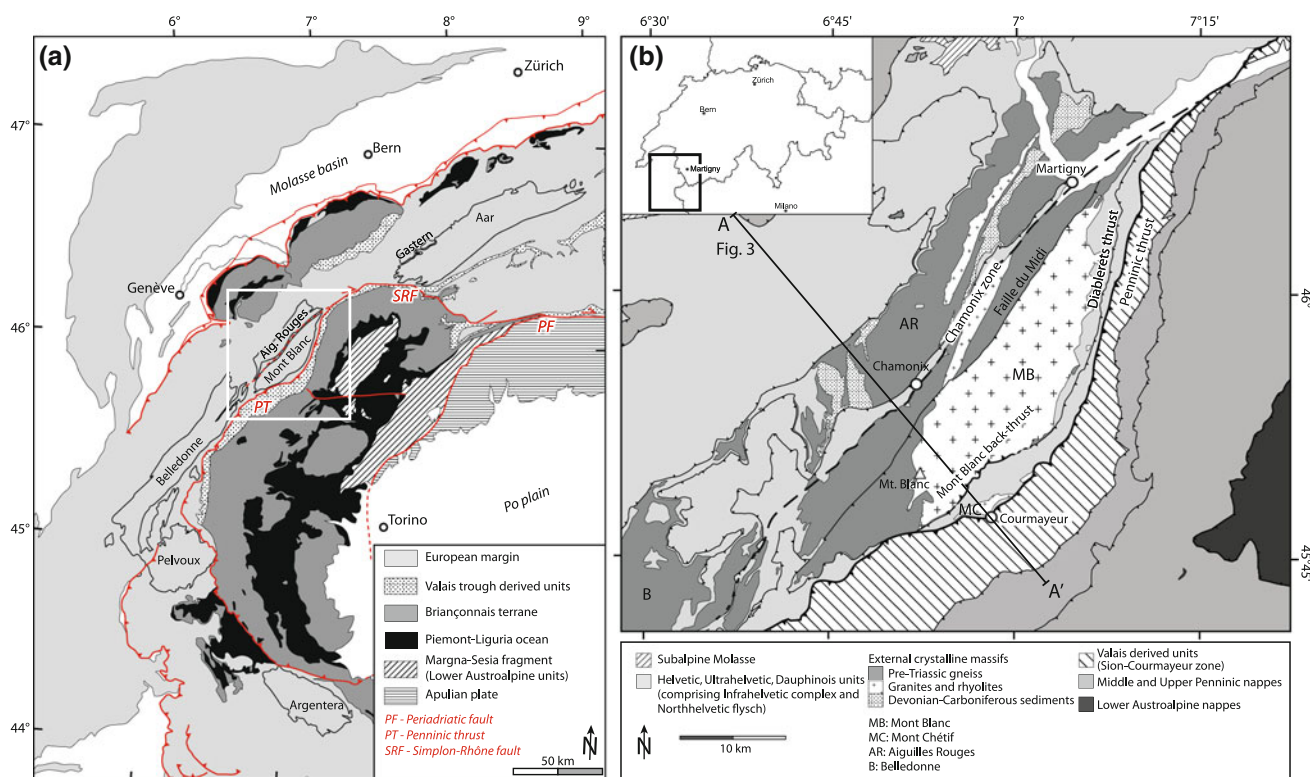 6°
7°
8°
9°
(a)
Zürich
47°
Bern
Molasse basin
Aar
Gastern
Genève
SRF
46°
Aig. Rouges
Mont Blanc
PF
PT
Belledonne
Po plain
45°
Torino
Pelvoux
Argentera
44°
European margin
Valais trough derived units
Briançonnais terrane
Piemont-Liguria ocean
Margna-Sesia fragment
(Lower Austroalpine units)
Apulian plate
PF - Periadriatic fault
PT - Penninic thrust
SRF - Simplon-Rhône fault
N
50 km
6°30'
6°45'
7°
7°15'
(b)
Zürich
Bern
Martigny
Milano
A
Fig. 3
Martigny
Chamonix zone
Faille du Midi
Diablerets thrust
Penninic thrust
46°
AR
Chamonix
MB
Mont Blanc back-thrust
Mt. Blanc
MC
Courmayeur
45°45'
B
A'
Subalpine Molasse
Helvetic, Ultrahelvetic, Dauphinois units
(comprising Infrahelvetic complex and
Northhelvetic flysch)
N
10 km
External crystalline massifs
Pre-Triassic gneiss
Granites and rhyolites
Devonian-Carboniferous sediments
MB: Mont Blanc
MC: Mont Chétif
AR: Aiguilles Rouges
B: Belledonne
Valais derived units
(Sion-Courmayeur zone)
Middle and Upper Penninic nappes
Lower Austroalpine nappes